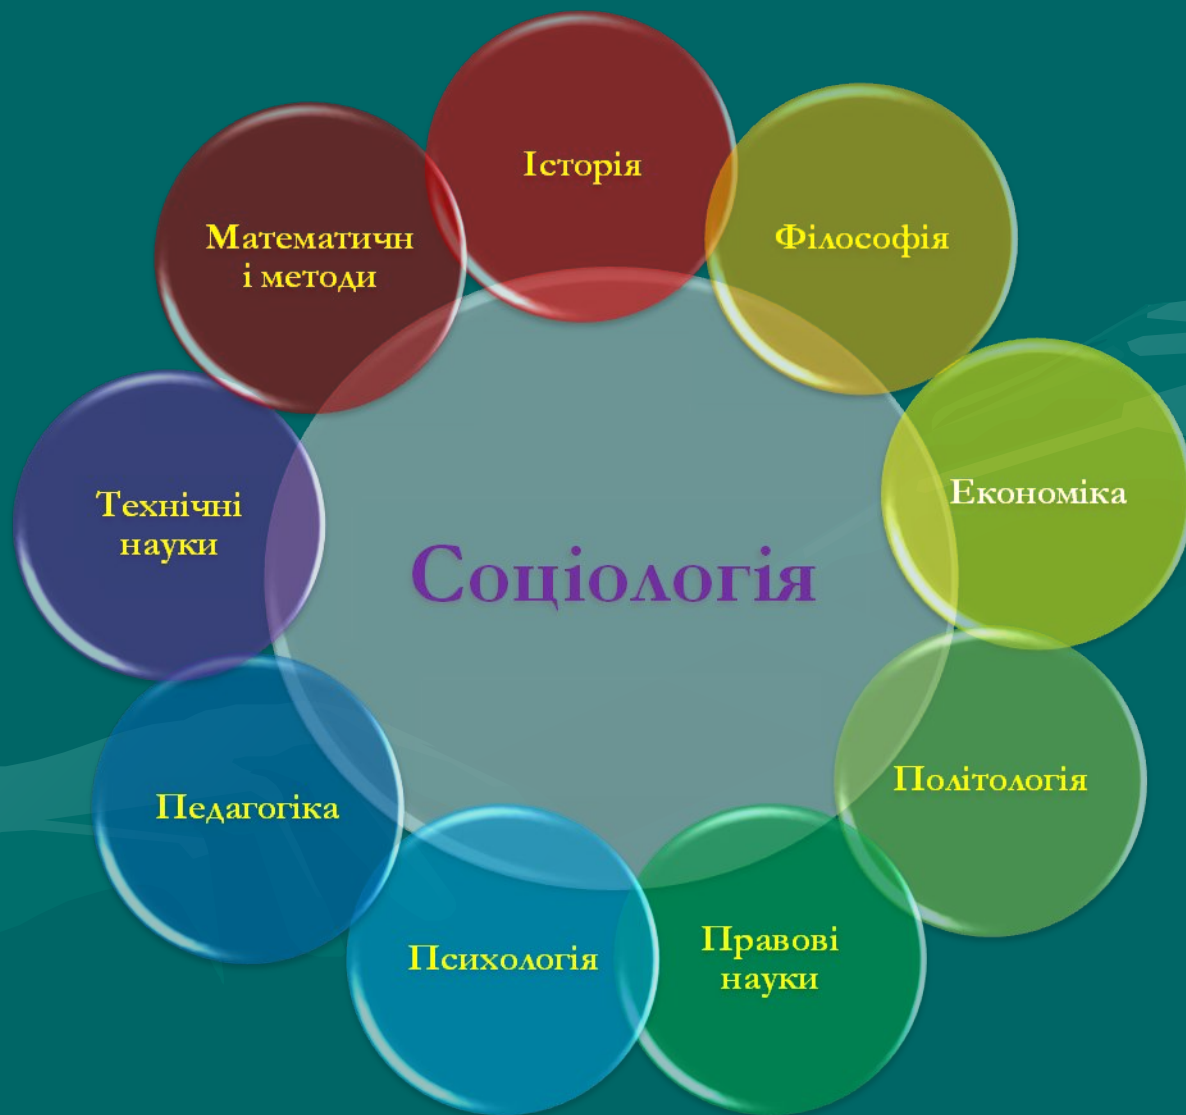 Історія
Філософія
Економіка
Політологія
Правові
науки
Психологія
Педагогіка
Технічні
науки
Математичн
і методи
Соціологія